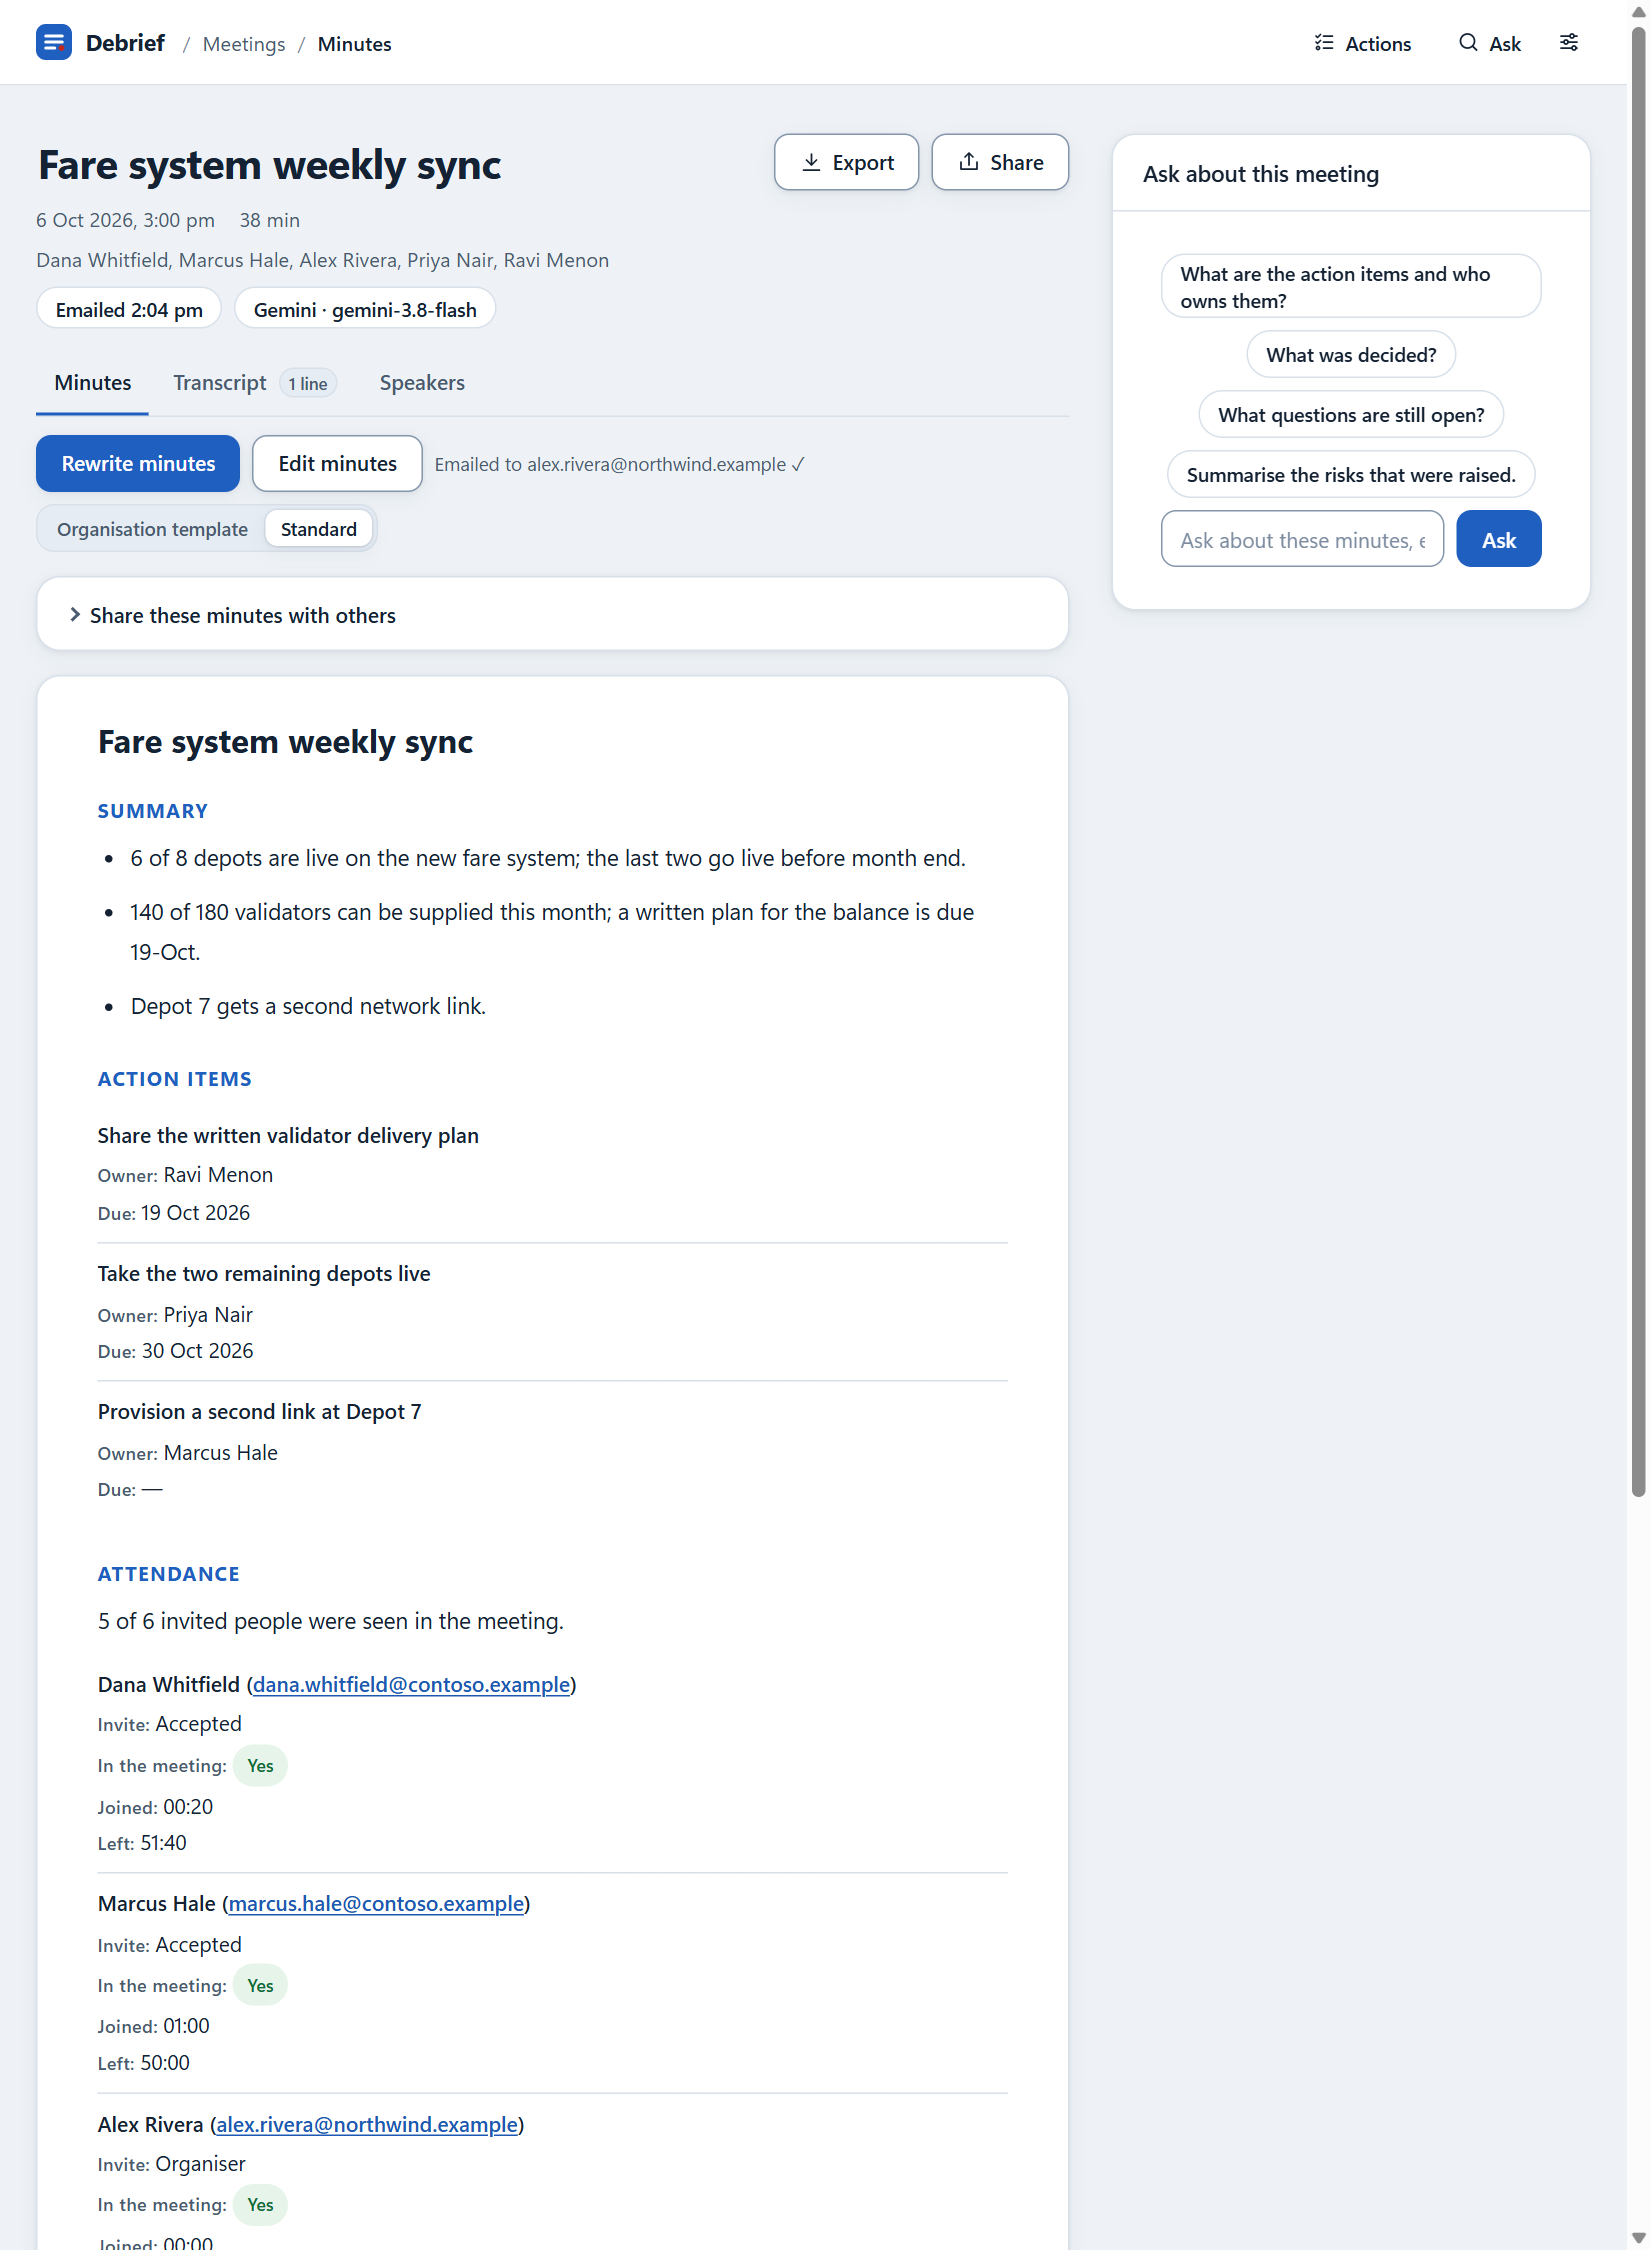 Debrief / Meetings / Minutes
Actions
Ask
Fare system weekly sync
Export
Share
6 Oct 2026, 3:00 pm 38 min
Dana Whitfield, Marcus Hale, Alex Rivera, Priya Nair, Ravi Menon
Emailed 2:04 pm
Gemini · gemini-3.8-flash
Minutes
Transcript 1 line
Speakers
Rewrite minutes
Edit minutes
Emailed to alex.rivera@northwind.example ✓
Organisation template
Standard
Share these minutes with others
Fare system weekly sync
SUMMARY
• 6 of 8 depots are live on the new fare system; the last two go live before month end.
• 140 of 180 validators can be supplied this month; a written plan for the balance is due
19-Oct.
• Depot 7 gets a second network link.
ACTION ITEMS
Share the written validator delivery plan
Owner: Ravi Menon
Due: 19 Oct 2026
Take the two remaining depots live
Owner: Priya Nair
Due: 30 Oct 2026
Provision a second link at Depot 7
Owner: Marcus Hale
Due: —
ATTENDANCE
5 of 6 invited people were seen in the meeting.
Dana Whitfield (dana.whitfield@contoso.example)
Invite: Accepted
In the meeting: Yes
Joined: 00:20
Left: 51:40
Marcus Hale (marcus.hale@contoso.example)
Invite: Accepted
In the meeting: Yes
Joined: 01:00
Left: 50:00
Alex Rivera (alex.rivera@northwind.example)
Invite: Organiser
In the meeting: Yes
Joined: 00:00
Ask about this meeting
What are the action items and who
owns them?
What was decided?
What questions are still open?
Summarise the risks that were raised.
Ask about these minutes,
Ask